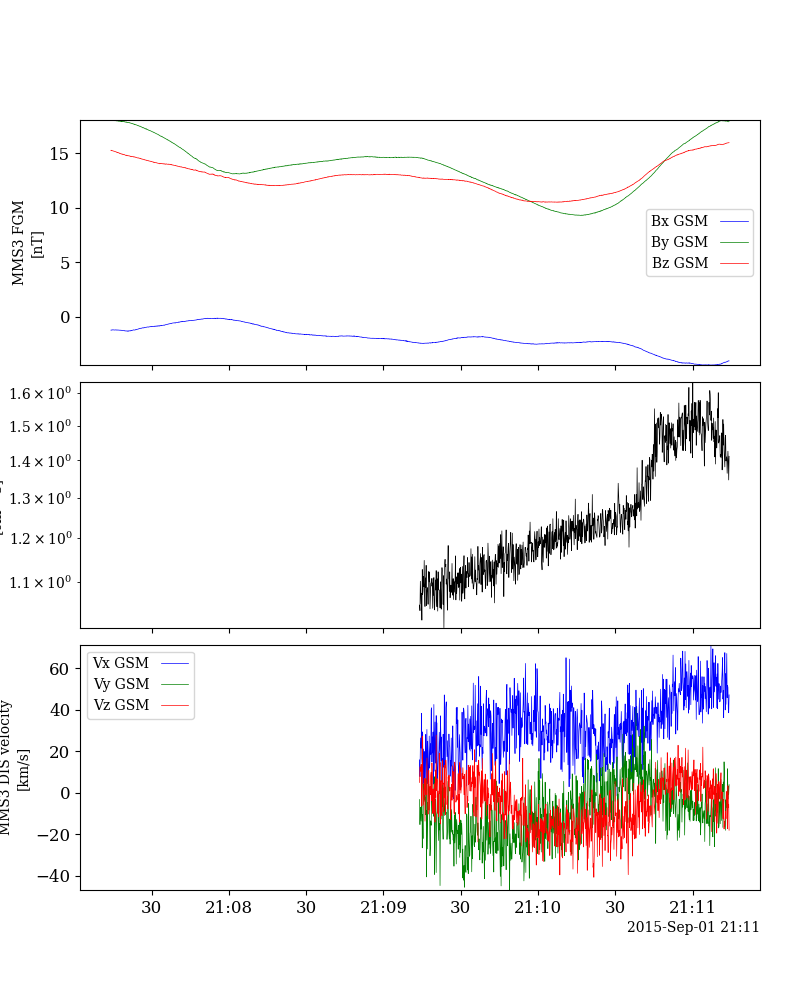 15
10
5
0
MMS3 FGM
[nT]
Bx GSM
By GSM
Bz GSM
1.6 × 10⁰
1.5 × 10⁰
1.4 × 10⁰
1.3 × 10⁰
1.2 × 10⁰
1.1 × 10⁰
60
40
20
0
−20
−40
MMS3 DIS velocity
[km/s]
Vx GSM
Vy GSM
Vz GSM
30 21:08 30 21:09 30 21:10 30 21:11
2015-Sep-01 21:11